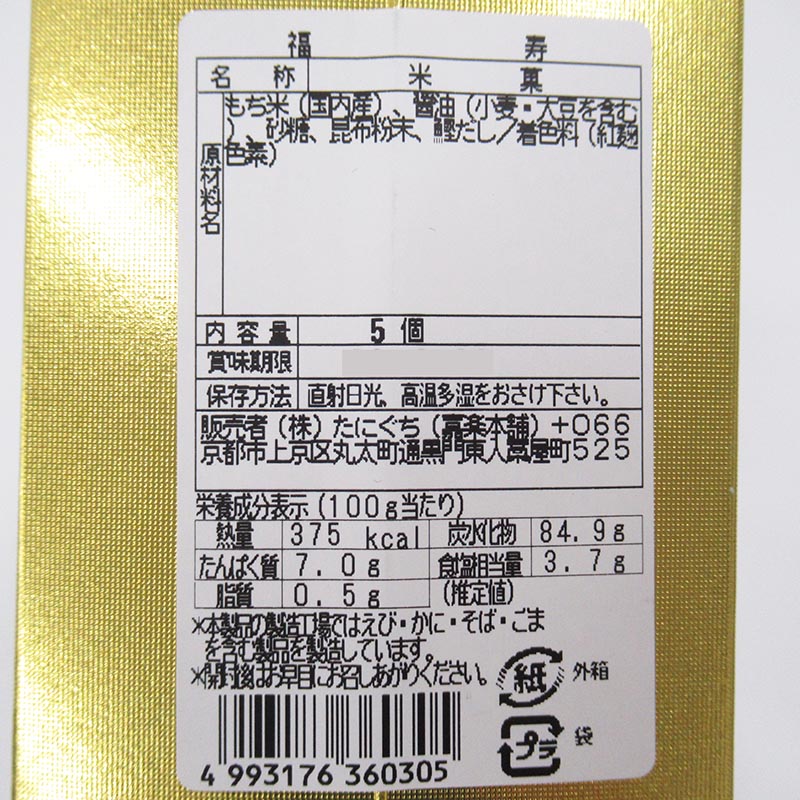 福　寿
名　称　米　菓
原材料名
もち米（国内産）、醤油（小麦・大豆を含む
）、砂糖、昆布粉末、鰹だし／着色料（紅麹
色素）
内容量　5 個
賞味期限
保存方法　直射日光、高温多湿をおさけ下さい。
販売者（株）たにぐち（富楽本舗）+O66
京都市上京区丸太町通黒門東入藁屋町525
栄養成分表示（100g当たり）
熱量　375 kcal　炭水化物　84.9g
たんぱく質　7.0g　食塩相当量　3.7g
脂質　0.5g　（推定値）
※本製品の製造工場ではえび・かに・そば・ごま
を含む製品を製造しています。
※開封後はお早目にお召しあがりください。
紙　外箱
プラ　袋
4 993176 360305